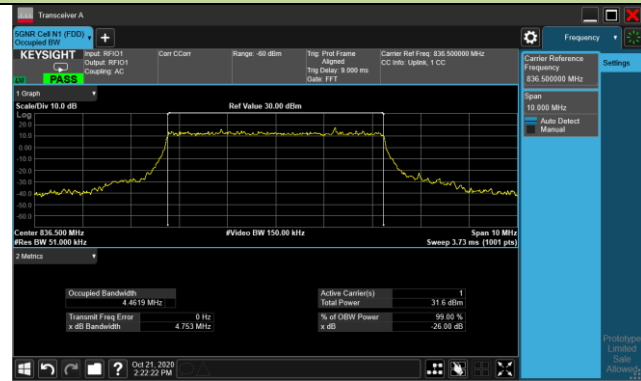 Transceiver A
5GNR Cell N1 (FDD)
Occupied BW
Frequency
KEYSIGHT
LXI
PASS
Input: RFIO1
Output: RFIO1
Coupling: AC
Corr CCorr
Range: -60 dBm
Trig: Prot Frame
Aligned
Trig Delay: 9.000 ms
Gate: FFT
Carrier Ref Freq: 836.500000 MHz
CC Info: Uplink, 1 CC
Carrier Reference
Frequency
836.500000 MHz
Settings
Span
10.000 MHz
Auto Detect
Manual
1 Graph
Scale/Div 10.0 dB
Ref Value 30.00 dBm
Log
20.0
10.0
0.00
-10.0
-20.0
-30.0
-40.0
-50.0
-60.0
Center 836.500 MHz
#Video BW 150.00 kHz
Span 10 MHz
#Res BW 51.000 kHz
Sweep 3.73 ms (1001 pts)
2 Metrics
Occupied Bandwidth
4.4619 MHz
Active Carrier(s) 1
Total Power 31.6 dBm
Transmit Freq Error 0 Hz
x dB Bandwidth 4.753 MHz
% of OBW Power 99.00 %
x dB -26.00 dB
Prototype
Limited
Sale
Allowed
?
Oct 21, 2020
2:22:22 PM